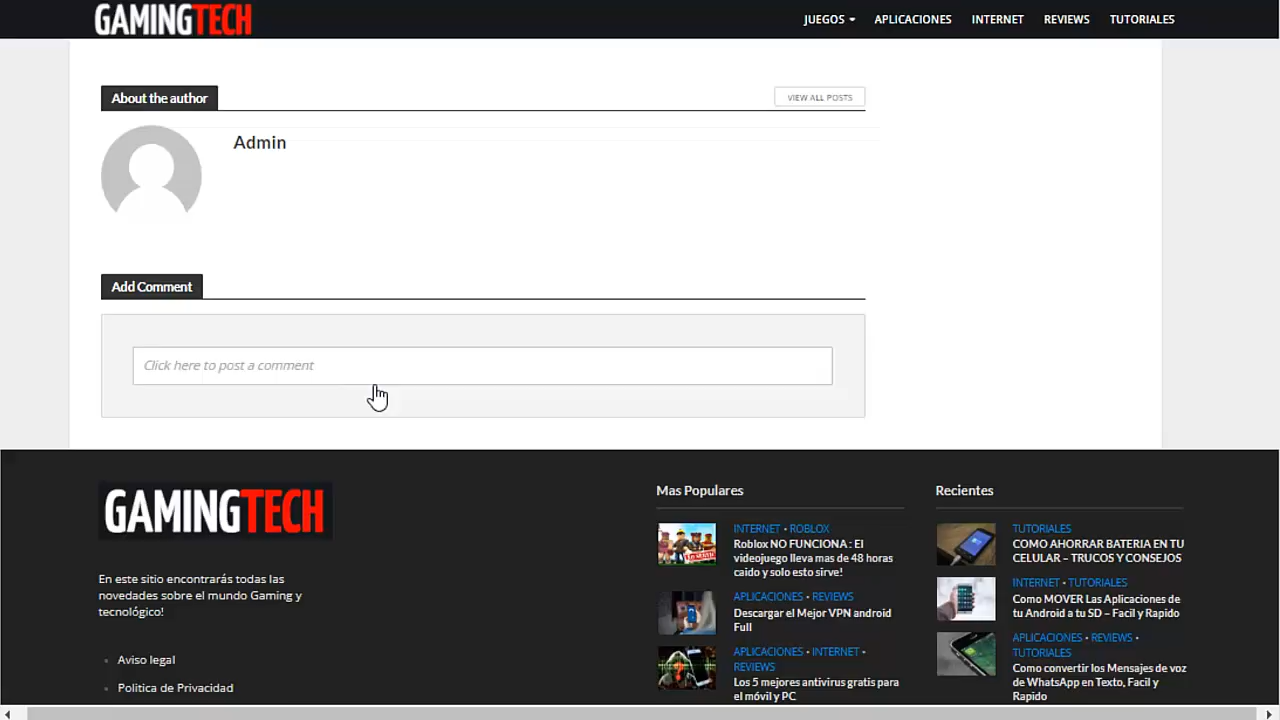 GAMINGTECH
JUEGOS
APLICACIONES
INTERNET
REVIEWS
TUTORIALES
About the author
VIEW ALL POSTS
Admin
Add Comment
Click here to post a comment
GAMINGTECH
En este sitio encontrarás todas las
novedades sobre el mundo Gaming y
tecnológico!
Aviso legal
Politica de Privacidad
Mas Populares
INTERNET • ROBLOX
Roblox NO FUNCIONA : El
videojuego lleva mas de 48 horas
caido y solo esto sirve!
APLICACIONES • REVIEWS
Descargar el Mejor VPN android
Full
APLICACIONES • INTERNET •
REVIEWS
Los 5 mejores antivirus gratis para
el móvil y PC
Recientes
TUTORIALES
COMO AHORRAR BATERIA EN TU
CELULAR – TRUCOS Y CONSEJOS
INTERNET • TUTORIALES
Como MOVER Las Aplicaciones de
tu Android a tu SD – Facil y Rapido
APLICACIONES • REVIEWS •
TUTORIALES
Como convertir los Mensajes de voz
de WhatsApp en Texto, Facil y
Rapido